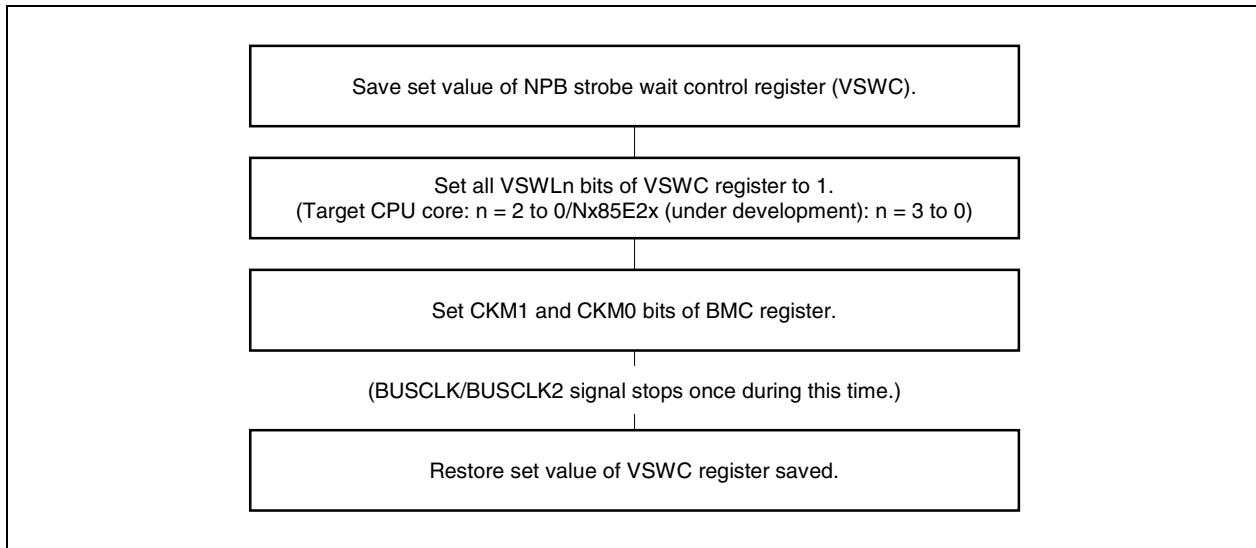 Save set value of NPB strobe wait control register (VSWC).
Set all VSWLn bits of VSWC register to 1.
(Target CPU core: n = 2 to 0/Nx85E2x (under development): n = 3 to 0)
Set CKM1 and CKM0 bits of BMC register.
(BUSCLK/BUSCLK2 signal stops once during this time.)
Restore set value of VSWC register saved.